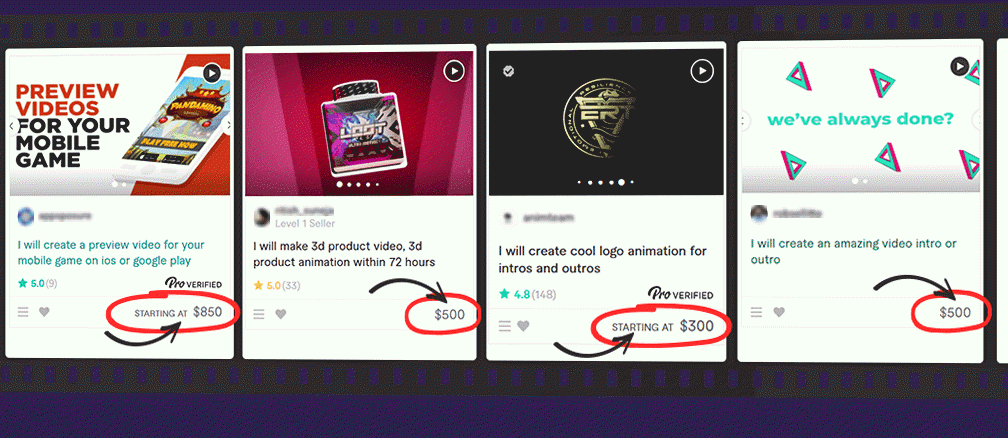 PREVIEW
VIDEOS
FOR YOUR
MOBILE
GAME
PANDAMINO
PLAY FREE NOW
I will create a preview video for your
mobile game on ios or google play
5.0(9)
Pro VERIFIED
STARTING AT $850
LOOT
Level 1 Seller
I will make 3d product video, 3d
product animation within 72 hours
5.0(33)
$500
ERT
RESILIENCE
EMOTIONAL
I will create cool logo animation for
intros and outros
4.8(148)
Pro VERIFIED
STARTING AT $300
we've always done?
I will create an amazing video intro or
outro
$500